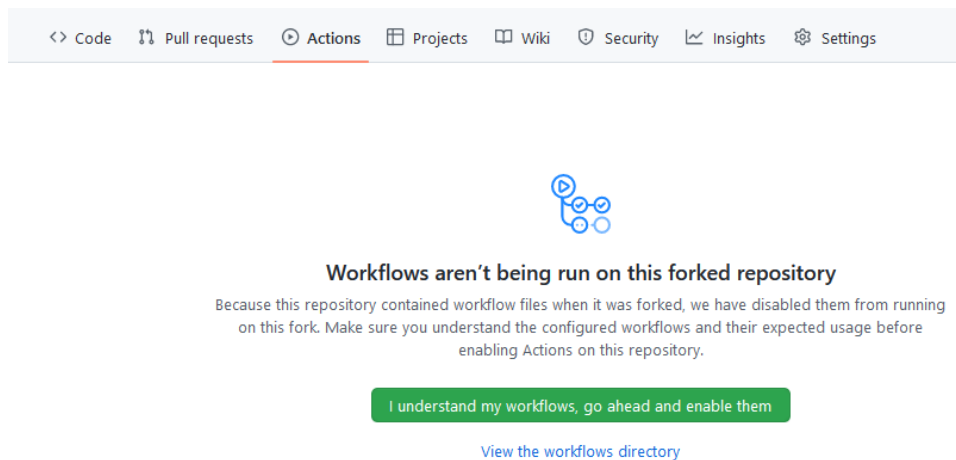 Code Pull requests Actions Projects Wiki Security Insights Settings
Workflows aren't being run on this forked repository
Because this repository contained workflow files when it was forked, we have disabled them from running
on this fork. Make sure you understand the configured workflows and their expected usage before
enabling Actions on this repository.
I understand my workflows, go ahead and enable them
View the workflows directory